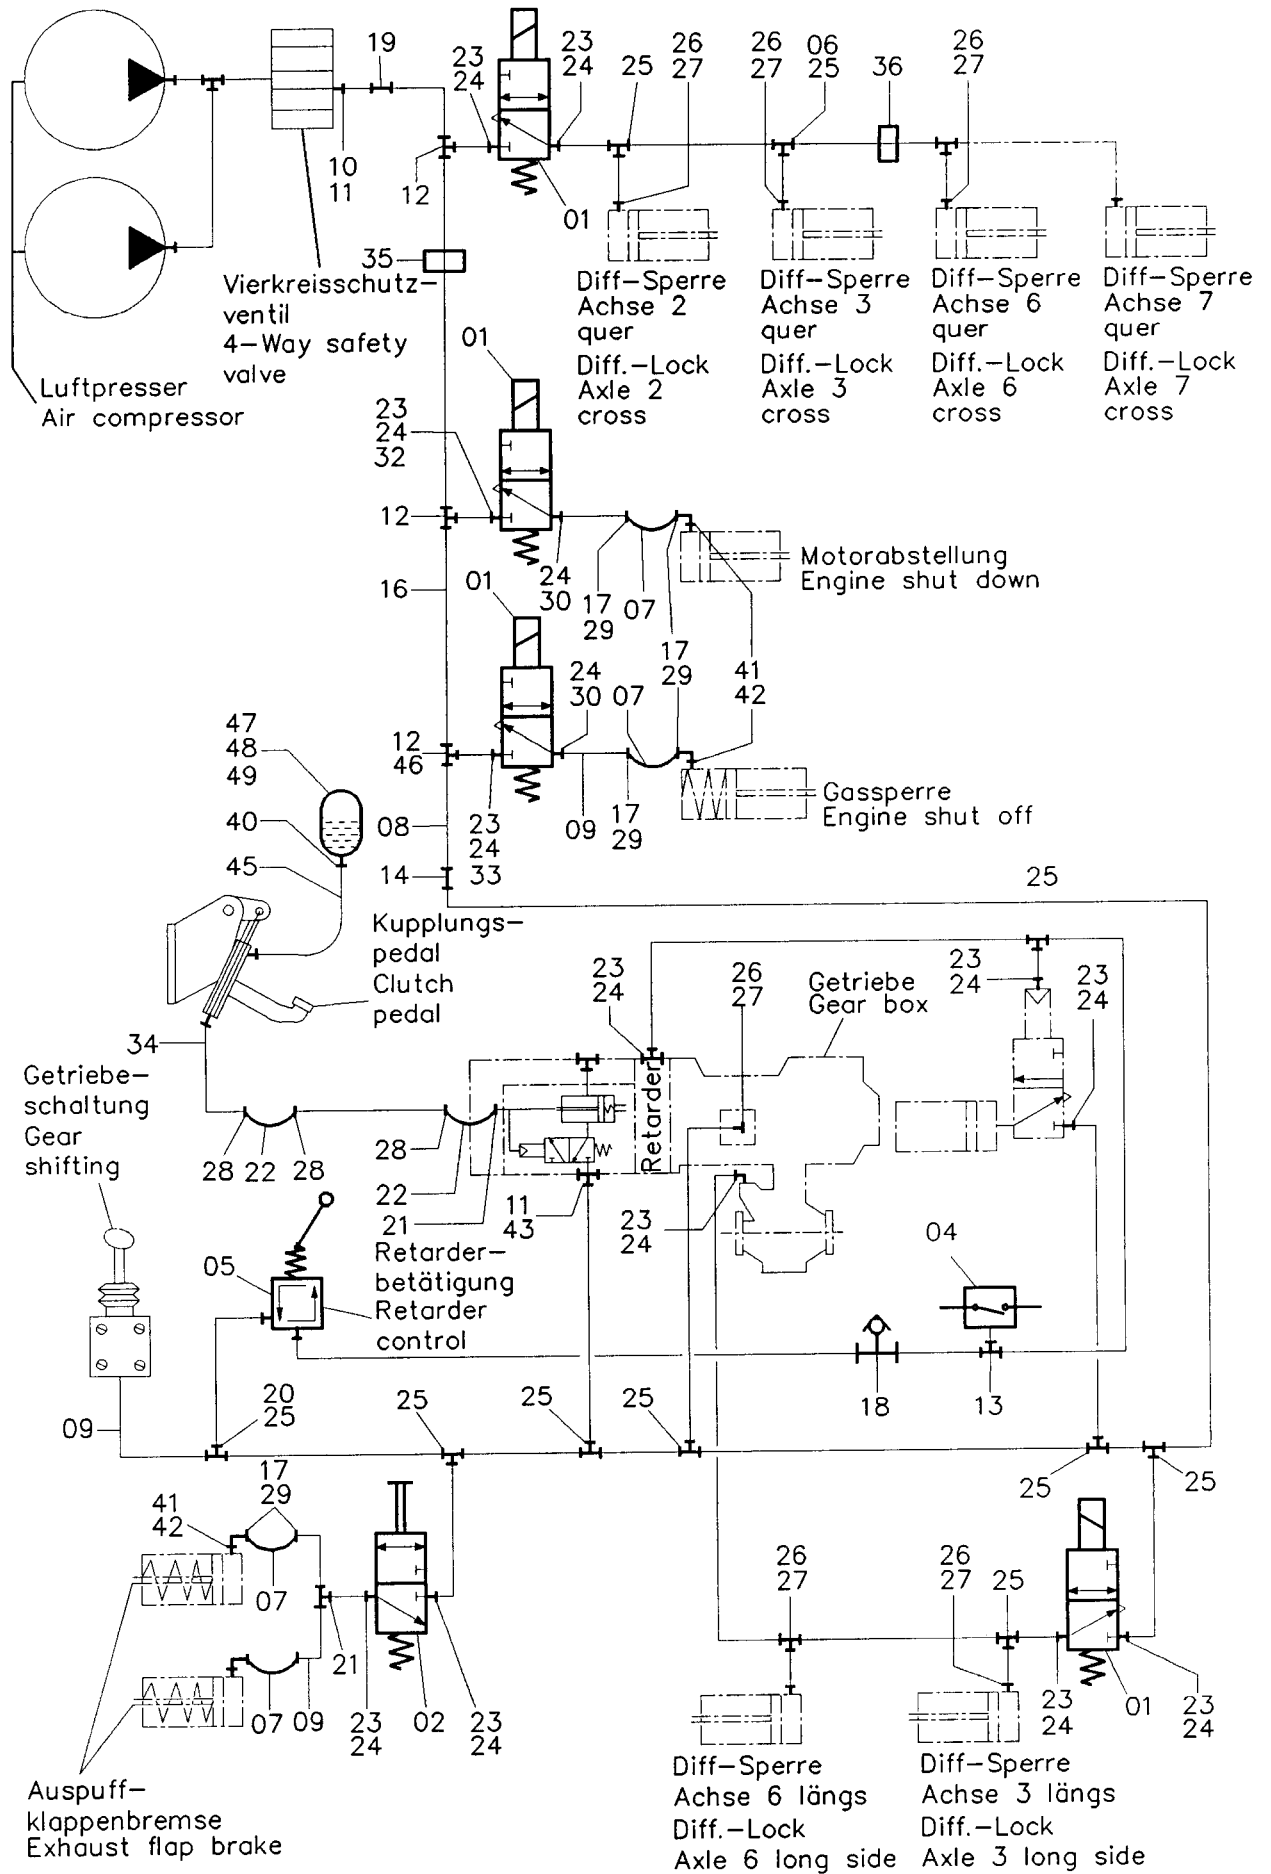 19
23
24
23
24
26
27
25
26
27
06
25
36
26
27
10
11
12
01
35
Vierkreisschutz-
ventil
4-Way safety
valve
Luftpresser
Air compressor
Diff-Sperre
Achse 2
quer
Diff.-Lock
Axle 2
cross
Diff-Sperre
Achse 3
quer
Diff.-Lock
Axle 3
cross
Diff-Sperre
Achse 6
quer
Diff.-Lock
Axle 6
cross
Diff-Sperre
Achse 7
quer
Diff.-Lock
Axle 7
cross
01
23
24
32
12
24
30
17
29
07
Motorabstellung
Engine shut down
16
01
17
29
41
42
24
30
07
12
46
23
24
33
09
17
29
Gassperre
Engine shut off
47
48
49
40
45
08
14
25
Kupplungs-
pedal
Clutch
pedal
34
23
24
26
27
Getriebe
Gear box
23
24
23
24
Getriebe-
schaltung
Gear
shifting
28
22
28
28
22
21
Retarder
11
43
23
24
05
Retarder-
betätigung
Retarder
control
04
18
13
09
20
25
25
25
25
25
25
17
29
41
42
07
07
09
21
23
24
02
23
24
26
27
26
27
25
23
24
01
23
24
Auspuff-
klappenbremse
Exhaust flap brake
Diff-Sperre
Achse 6 längs
Diff.-Lock
Axle 6 long side
Diff-Sperre
Achse 3 längs
Diff.-Lock
Axle 3 long side